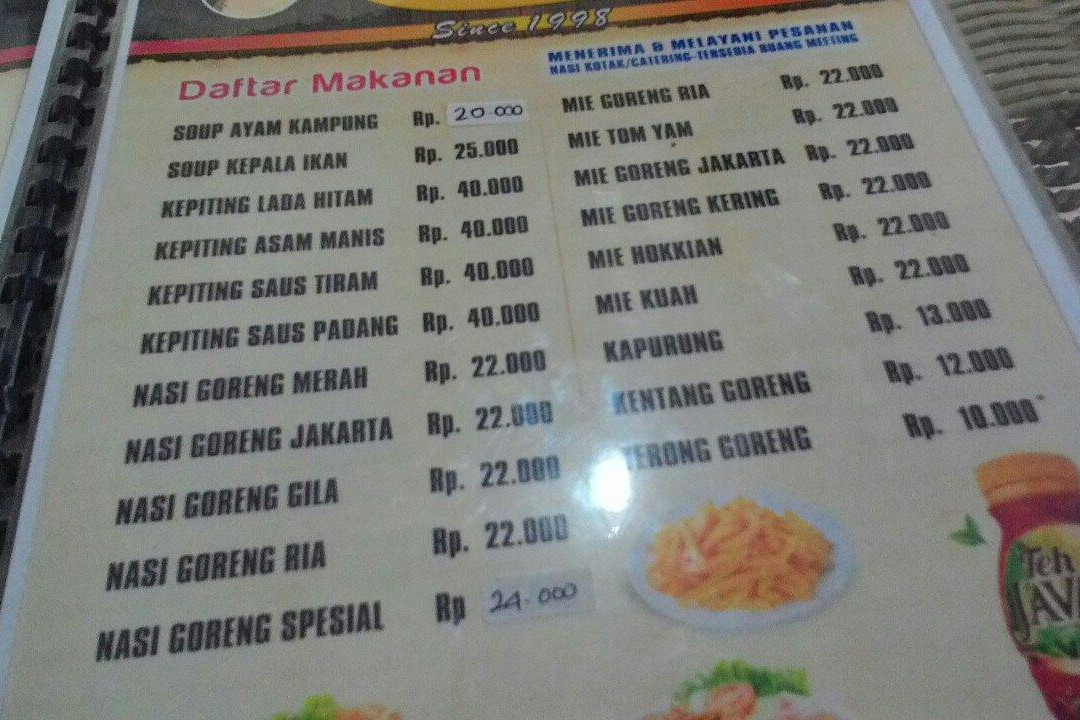 Since 1998
MENERIMA & MELAYANI PESANAN
NASI KOTAK/CATERING-TERSEDIA RUANG MEETING
Daftar Makanan
SOUP AYAM KAMPUNG Rp. 20.000
SOUP KEPALA IKAN Rp. 25.000
KEPITING LADA HITAM Rp. 40.000
KEPITING ASAM MANIS Rp. 40.000
KEPITING SAUS TIRAM Rp. 40.000
KEPITING SAUS PADANG Rp. 40.000
NASI GORENG MERAH Rp. 22.000
NASI GORENG JAKARTA Rp. 22.000
NASI GORENG GILA Rp. 22.000
NASI GORENG RIA Rp. 22.000
NASI GORENG SPESIAL Rp 24.000
MIE GORENG RIA Rp. 22.000
MIE TOM YAM Rp. 22.000
MIE GORENG JAKARTA Rp. 22.000
MIE GORENG KERING Rp. 22.000
MIE HOKKIAN Rp. 22.000
MIE KUAH Rp. 22.000
KAPURUNG Rp. 13.000
KENTANG GORENG Rp. 12.000
TERONG GORENG Rp. 10.000
Teh
JAV